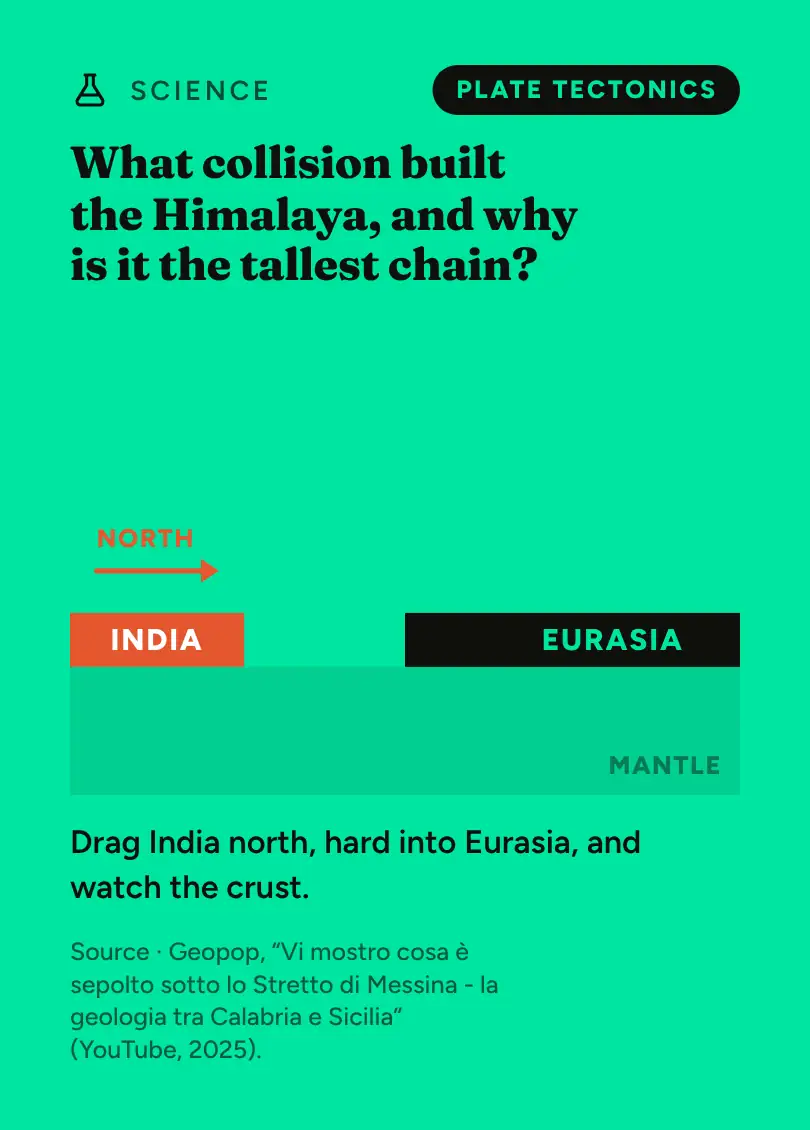 SCIENCE
PLATE TECTONICS
What collision built
the Himalaya, and why
is it the tallest chain?
NORTH
INDIA
EURASIA
MANTLE
Drag India north, hard into Eurasia, and
watch the crust.
Source · Geopop, “Vi mostro cosa è
sepolto sotto lo Stretto di Messina - la
geologia tra Calabria e Sicilia”
(YouTube, 2025).